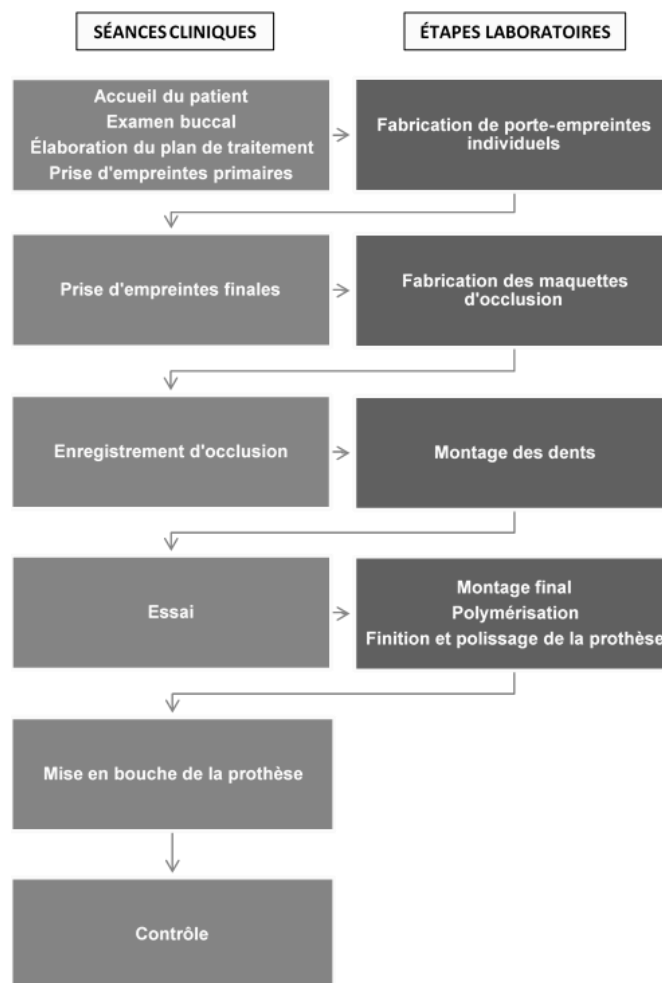 SÉANCES CLINIQUES
ÉTAPES LABORATOIRES
Accueil du patient
Examen buccal
Élaboration du plan de traitement
Prise d'empreintes primaires
Fabrication de porte-empreintes
individuels
Prise d'empreintes finales
Fabrication des maquettes
d'occlusion
Enregistrement d'occlusion
Montage des dents
Essai
Montage final
Polymérisation
Finition et polissage de la prothèse
Mise en bouche de la prothèse
Contrôle